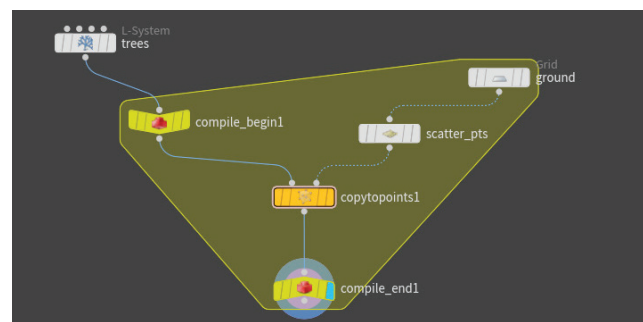 L-System
trees
Grid
ground
compile_begin1
scatter_pts
copytopoints1
compile_end1